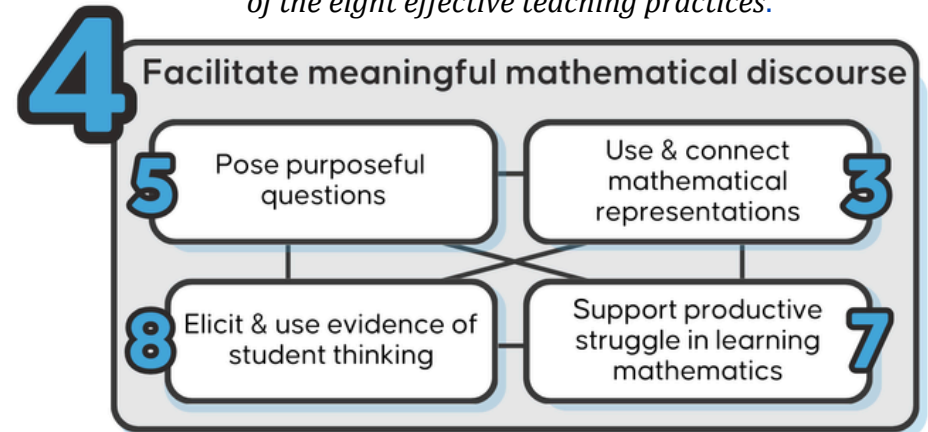 of the eight effective teaching practices.
4
Facilitate meaningful mathematical discourse
5
Pose purposeful
questions
Use & connect
mathematical
representations
3
8
Elicit & use evidence of
student thinking
Support productive
struggle in learning
mathematics
7